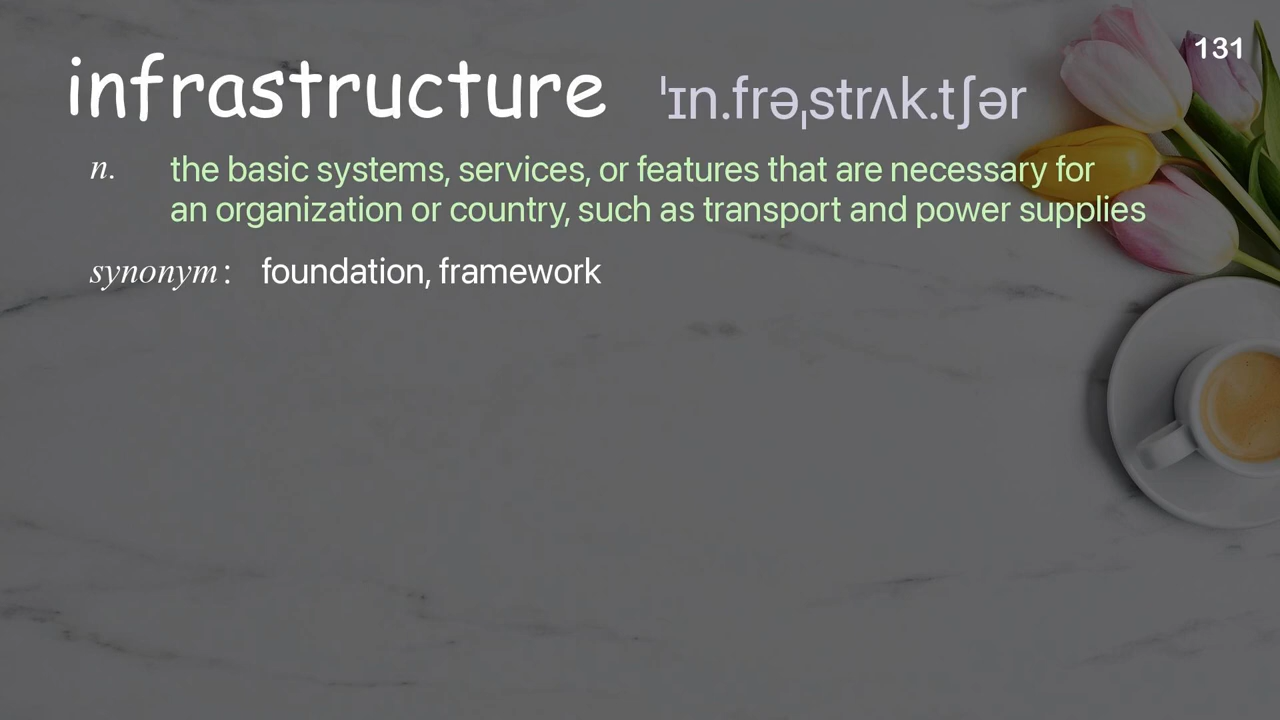 131
infrastructure ˈɪn.frəˌstrʌk.tʃər
n. the basic systems, services, or features that are necessary for
an organization or country, such as transport and power supplies
synonym: foundation, framework